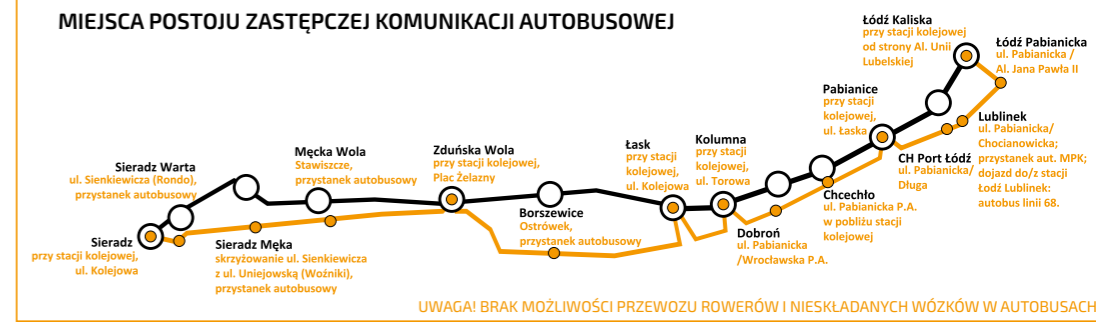 MIEJSCA POSTOJU ZASTĘPCZEJ KOMUNIKACJI AUTOBUSOWEJ
Sieradz
przy stacji kolejowej,
ul. Kolejowa
Sieradz Warta
ul. Sienkiewicza (Rondo),
przystanek autobusowy
Sieradz Męka
skrzyżowanie ul. Sienkiewicza
z ul. Uniejowską (Woźniki),
przystanek autobusowy
Męcka Wola
Stawiszcze,
przystanek autobusowy
Zduńska Wola
przy stacji kolejowej,
Plac Żelazny
Borszewice
Ostrówek,
przystanek autobusowy
Łask
przy stacji
kolejowej,
ul. Kolejowa
Kolumna
przy stacji
kolejowej,
ul. Torowa
Dobroń
ul. Pabianicka
/Wrocławska P.A.
Chechło
ul. Pabianicka P.A.
w pobliżu stacji
kolejowej
Pabianice
przy stacji
kolejowej,
ul. Łaska
CH Port Łódź
ul. Pabianicka/
Długa
Lublinek
ul. Pabianicka/
Chocianowicka;
przystanek aut. MPK;
dojazd do/z stacji
Łodź Lublinek:
autobus linii 68.
Łódź Kaliska
przy stacji kolejowej
od strony Al. Unii
Lubelskiej
Łódź Pabianicka
ul. Pabianicka /
Al. Jana Pawła II
UWAGA! BRAK MOŻLIWOŚCI PRZEWOZU ROWERÓW I NIESKŁADANYCH WÓZKÓW W AUTOBUSACH